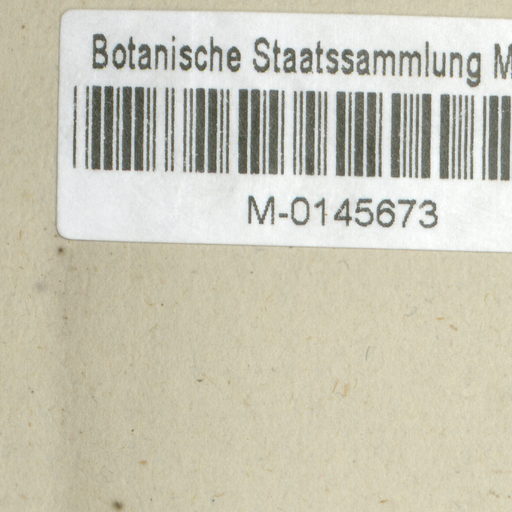 Botanische Staatssammlung M
M-0145673